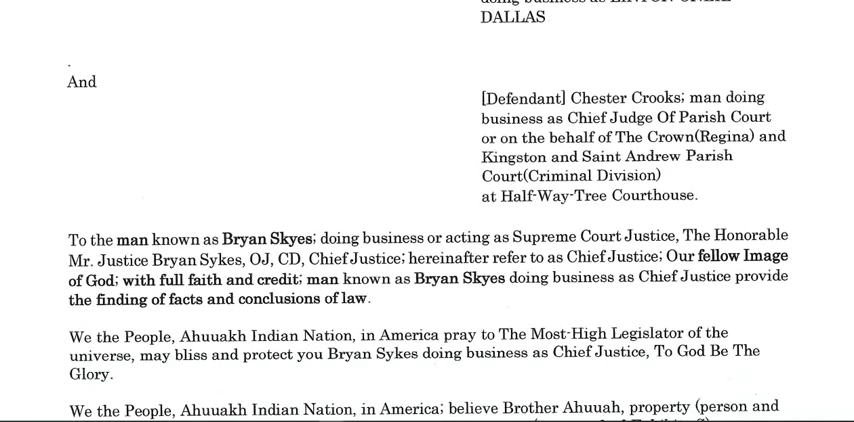 doing business as LINTON ONEIL
DALLAS
And
[Defendant] Chester Crooks; man doing
business as Chief Judge Of Parish Court
or on the behalf of The Crown(Regina) and
Kingston and Saint Andrew Parish
Court(Criminal Division)
at Half-Way-Tree Courthouse.
To the man known as Bryan Skyes; doing business or acting as Supreme Court Justice, The Honorable
Mr. Justice Bryan Sykes, OJ, CD, Chief Justice; hereinafter refer to as Chief Justice; Our fellow Image
of God; with full faith and credit; man known as Bryan Skyes doing business as Chief Justice provide
the finding of facts and conclusions of law.
We the People, Ahuuakh Indian Nation, in America pray to The Most-High Legislator of the
universe, may bliss and protect you Bryan Sykes doing business as Chief Justice, To God Be The
Glory.
We the People, Ahuuakh Indian Nation, in America; believe Brother Ahuuah, property (person and